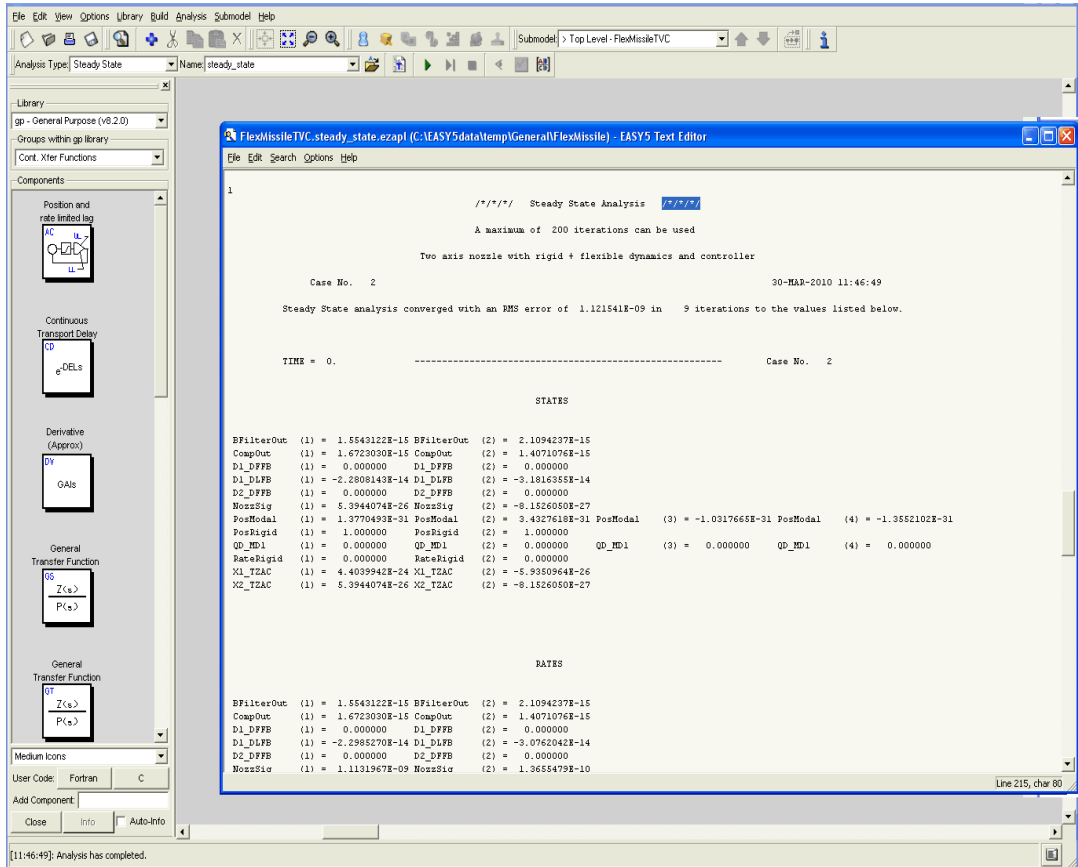 File Edit View Options Library Build Analysis Submodel Help
Submodel: > Top Level - FlexMissileTVC
Analysis Type: Steady State Name: steady_state
Library
gp - General Purpose (v8.2.0)
Groups within gp library
Cont. Xfer Functions
Components
Position and
rate limited lag
AC
UL
LL
Continuous
Transport Delay
CD
e-DELs
Derivative
(Approx)
DV
GAIs
General
Transfer Function
GS
Z(s)
P(s)
General
Transfer Function
GT
Z(s)
P(s)
Medium Icons
User Code: Fortran C
Add Component:
Close Info Auto-Info
[11:46:49]: Analysis has completed.
FlexMissileTVC.steady_state.ezapl (C:\EASY5data\temp\General\FlexMissile) - EASY5 Text Editor
File Edit Search Options Help
1
/*/*/*/ Steady State Analysis /*/*/*/
A maximum of 200 iterations can be used
Two axis nozzle with rigid + flexible dynamics and controller
Case No. 2 30-MAR-2010 11:46:49
Steady State analysis converged with an RMS error of 1.121541E-09 in 9 iterations to the values listed below.
TIME = 0. -------------------------------------------------------- Case No. 2
STATES
BFilterOut (1) = 1.5543122E-15 BFilterOut (2) = 2.1094237E-15
CompOut (1) = 1.6723030E-15 CompOut (2) = 1.4071076E-15
D1_DFFB (1) = 0.000000 D1_DFFB (2) = 0.000000
D1_DLFB (1) = -2.2808143E-14 D1_DLFB (2) = -3.1816355E-14
D2_DFFB (1) = 0.000000 D2_DFFB (2) = 0.000000
NozzSig (1) = 5.3944074E-26 NozzSig (2) = -8.1526050E-27
PosModal (1) = 1.3770493E-31 PosModal (2) = 3.4327618E-31 PosModal (3) = -1.0317665E-31 PosModal (4) = -1.3552102E-31
PosRigid (1) = 1.000000 PosRigid (2) = 1.000000
QD_MD1 (1) = 0.000000 QD_MD1 (2) = 0.000000 QD_MD1 (3) = 0.000000 QD_MD1 (4) = 0.000000
RateRigid (1) = 0.000000 RateRigid (2) = 0.000000
X1_TZAC (1) = 4.4039942E-24 X1_TZAC (2) = -5.9350964E-26
X2_TZAC (1) = 5.3944074E-26 X2_TZAC (2) = -8.1526050E-27
RATES
BFilterOut (1) = 1.5543122E-15 BFilterOut (2) = 2.1094237E-15
CompOut (1) = 1.6723030E-15 CompOut (2) = 1.4071076E-15
D1_DFFB (1) = 0.000000 D1_DFFB (2) = 0.000000
D1_DLFB (1) = -2.2985270E-14 D1_DLFB (2) = -3.0762042E-14
D2_DFFB (1) = 0.000000 D2_DFFB (2) = 0.000000
NozzSig (1) = 1.1131967E-09 NozzSig (2) = 1.3655479E-10
Line 215, char 80